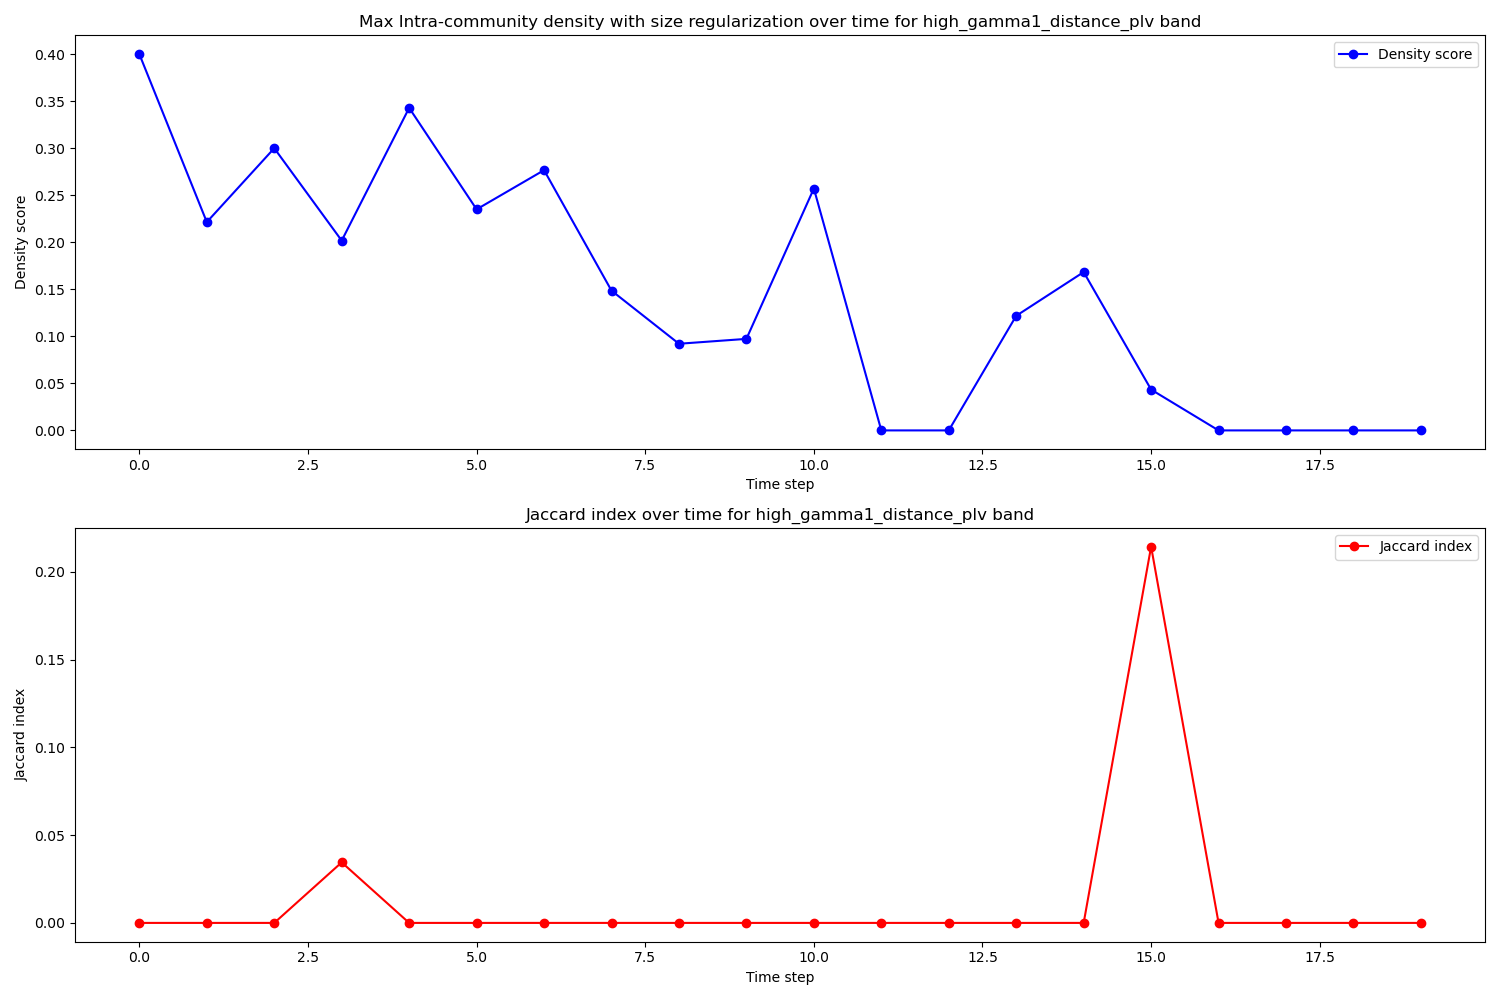 Max Intra-community density with size regularization over time for high_gamma1_distance_plv band
Density score
0.40
0.35
0.30
0.25
0.20
0.15
0.10
0.05
0.00
Density score
0.0 2.5 5.0 7.5 10.0 12.5 15.0 17.5
Time step
Jaccard index over time for high_gamma1_distance_plv band
Jaccard index
0.20
0.15
0.10
0.05
0.00
Jaccard index
0.0 2.5 5.0 7.5 10.0 12.5 15.0 17.5
Time step